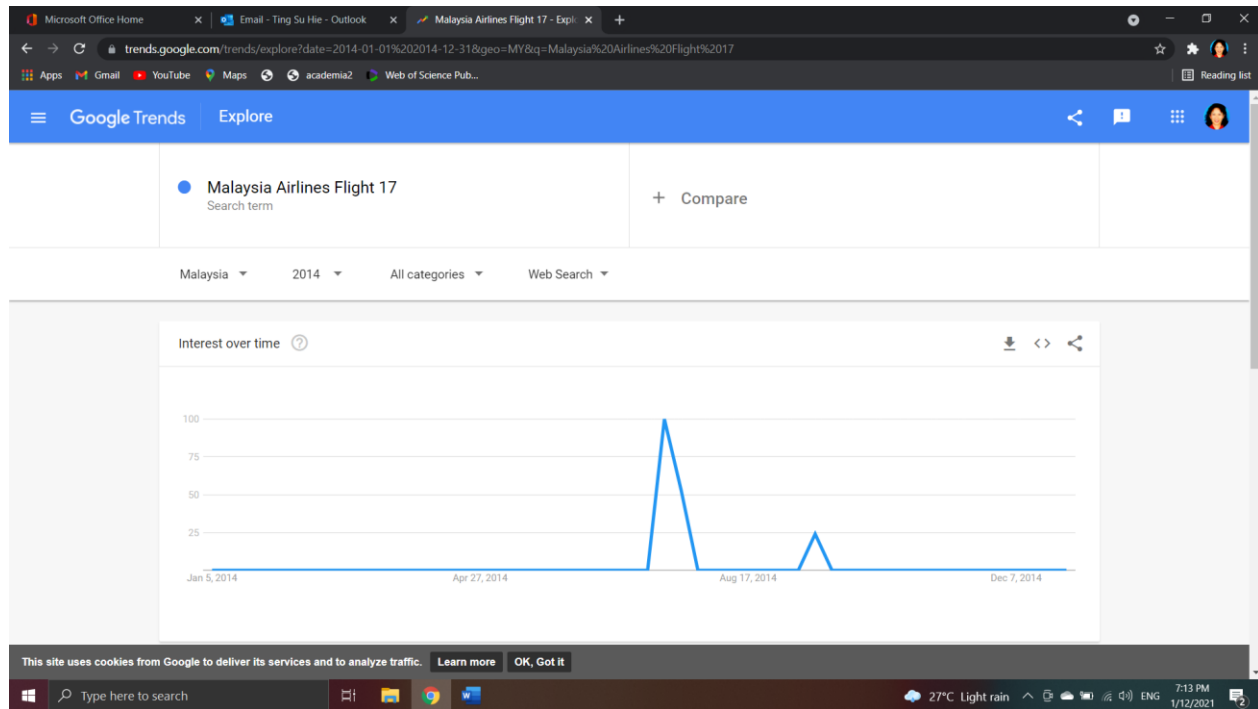 Microsoft Office Home
Email - Ting Su Hie - Outlook
Malaysia Airlines Flight 17 - Expl
trends.google.com/trends/explore?date=2014-01-01%202014-12-31&geo=MY&q=Malaysia%20Airlines%20Flight%2017
Apps Gmail YouTube Maps academia2 Web of Science Pub... Reading list
Google Trends Explore
Malaysia Airlines Flight 17
Search term
+ Compare
Malaysia 2014 All categories Web Search
Interest over time
100
75
50
25
Jan 5, 2014 Apr 27, 2014 Aug 17, 2014 Dec 7, 2014
This site uses cookies from Google to deliver its services and to analyze traffic. Learn more OK, Got it
Type here to search 27°C Light rain ENG 7:13 PM
1/12/2021 2